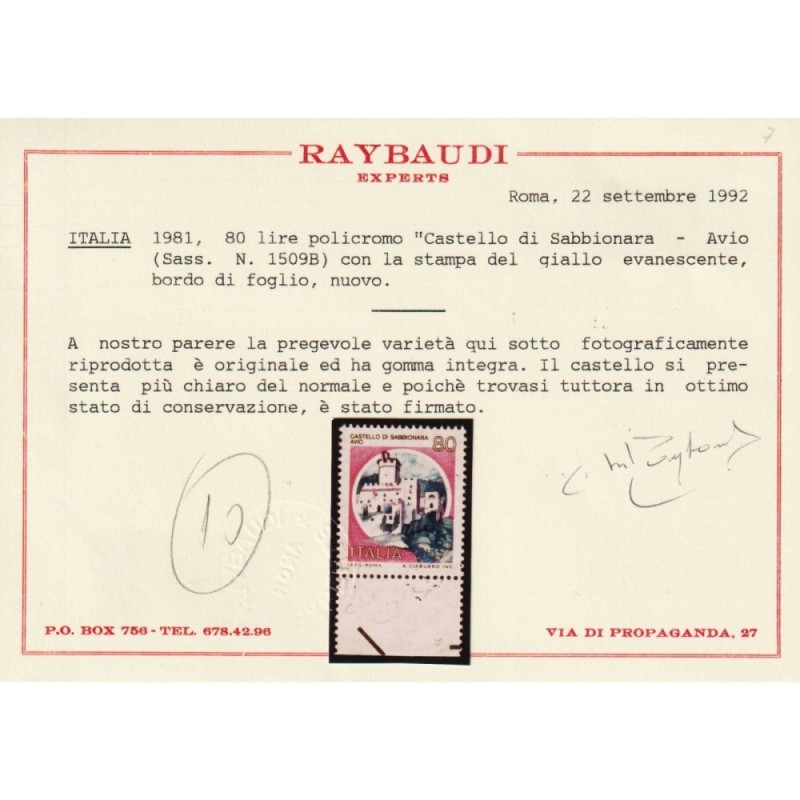 7
RAYBAUDI
EXPERTS
Roma, 22 settembre 1992
ITALIA 1981, 80 lire policromo "Castello di Sabbionara - Avio
(Sass. N. 1509B) con la stampa del giallo evanescente,
bordo di foglio, nuovo.
A nostro parere la pregevole varietà qui sotto fotograficamente
riprodotta è originale ed ha gomma integra. Il castello si pre-
senta più chiaro del normale e poichè trovasi tuttora in ottimo
stato di conservazione, è stato firmato.
CASTELLO DI SABBIONARA
AVIO
80
10
ITALIA
I.P.Z.S. ROMA A. CIABURRO INC.
P.O. BOX 756 - TEL. 678.42.96
VIA DI PROPAGANDA, 27